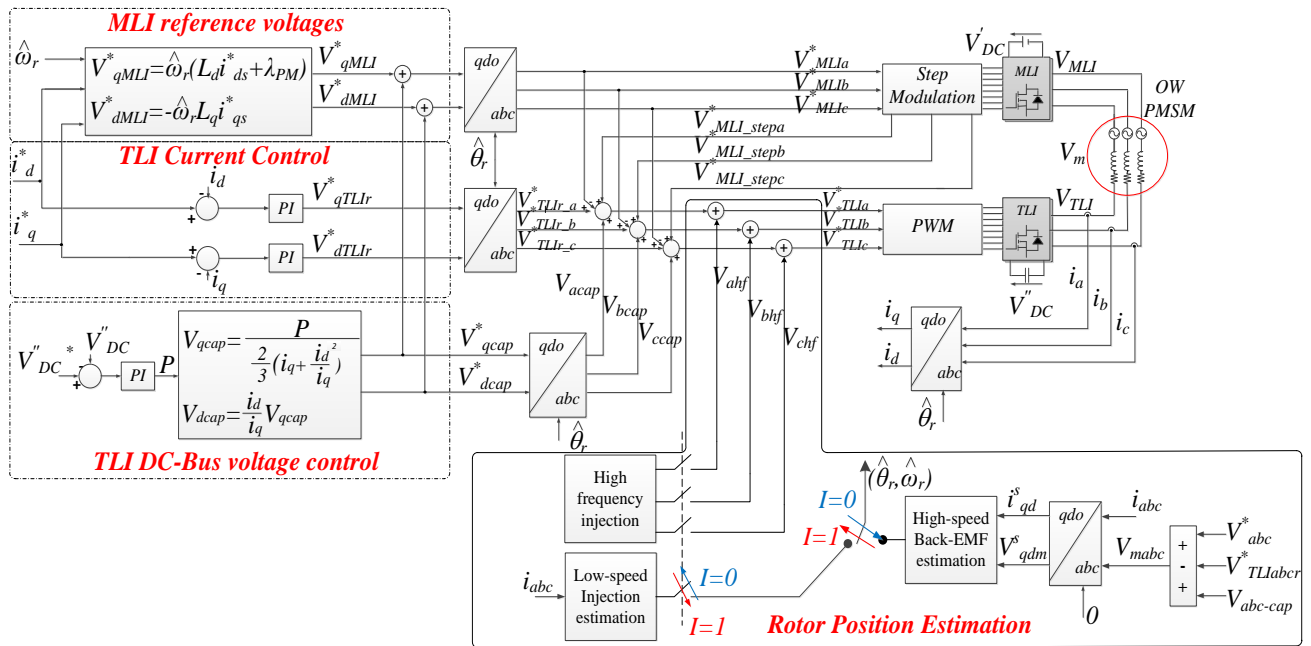 MLI reference voltages
ω̂r
V*qMLI=ω̂r(Ldi*ds+λPM)
V*dMLI=-ω̂rLqi*qs
V*qMLI
V*dMLI
+
+
qdo
abc
θ̂r
V*MLIa
V*MLIb
V*MLIc
Step
Modulation
V*MLI_stepa
V*MLI_stepb
V*MLI_stepc
V'DC
MLI
VMLI
OW
PMSM
Vm
TLI Current Control
i*d
i*q
id
-
+
PI
V*qTLIr
+
-
iq
PI
V*dTLIr
qdo
abc
V*TLIr_a
V*TLIr_b
V*TLIr_c
+
+
+
V*TLIa
V*TLIb
V*TLIc
PWM
TLI
VTLI
V''DC
ia
ib
ic
Vacap
Vbcap
Vccap
Vahf
Vbhf
Vchf
iq
id
qdo
abc
θ̂r
V''DC*
V''DC
-
+
PI
P
Vqcap=P/(2/3(iq+id²/iq))
Vdcap=id/iq Vqcap
V*qcap
V*dcap
qdo
abc
θ̂r
TLI DC-Bus voltage control
High
frequency
injection
iabc
Low-speed
Injection
estimation
I=0
I=1
I=0
I=1
(θ̂r,ω̂r)
High-speed
Back-EMF
estimation
isqd
Vsqdm
qdo
abc
0
iabc
Vmabc
+
-
+
V*abc
V*TLIabcr
Vabc-cap
Rotor Position Estimation